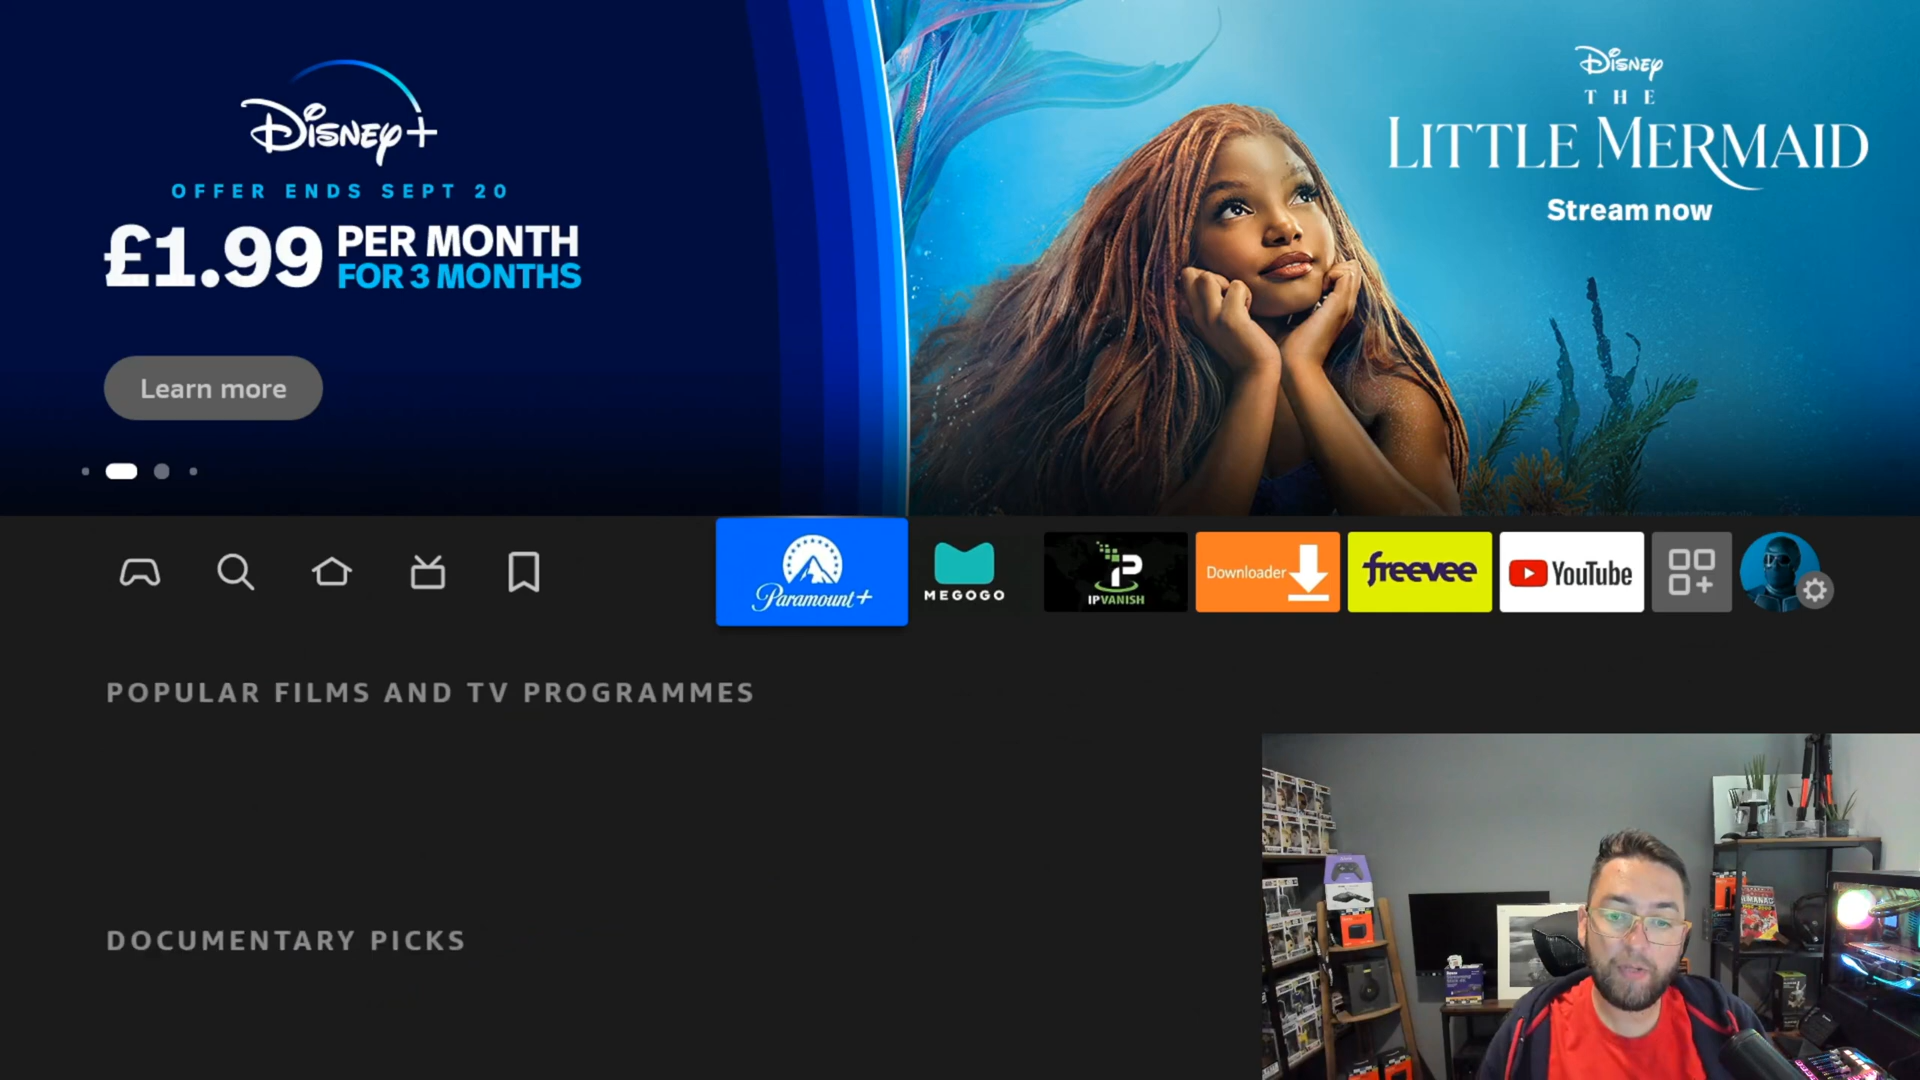 Disney+
OFFER ENDS SEPT 20
£1.99 PER MONTH
FOR 3 MONTHS
Learn more
Disney
THE
LITTLE MERMAID
Stream now
Paramount+
MEGOGO
IP
IPVANISH
Downloader
freevee
YouTube
POPULAR FILMS AND TV PROGRAMMES
DOCUMENTARY PICKS